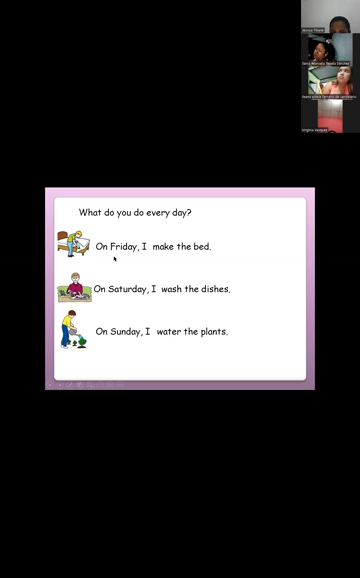 What do you do every day?
On Friday, I make the bed.
On Saturday, I wash the dishes.
On Sunday, I water the plants.